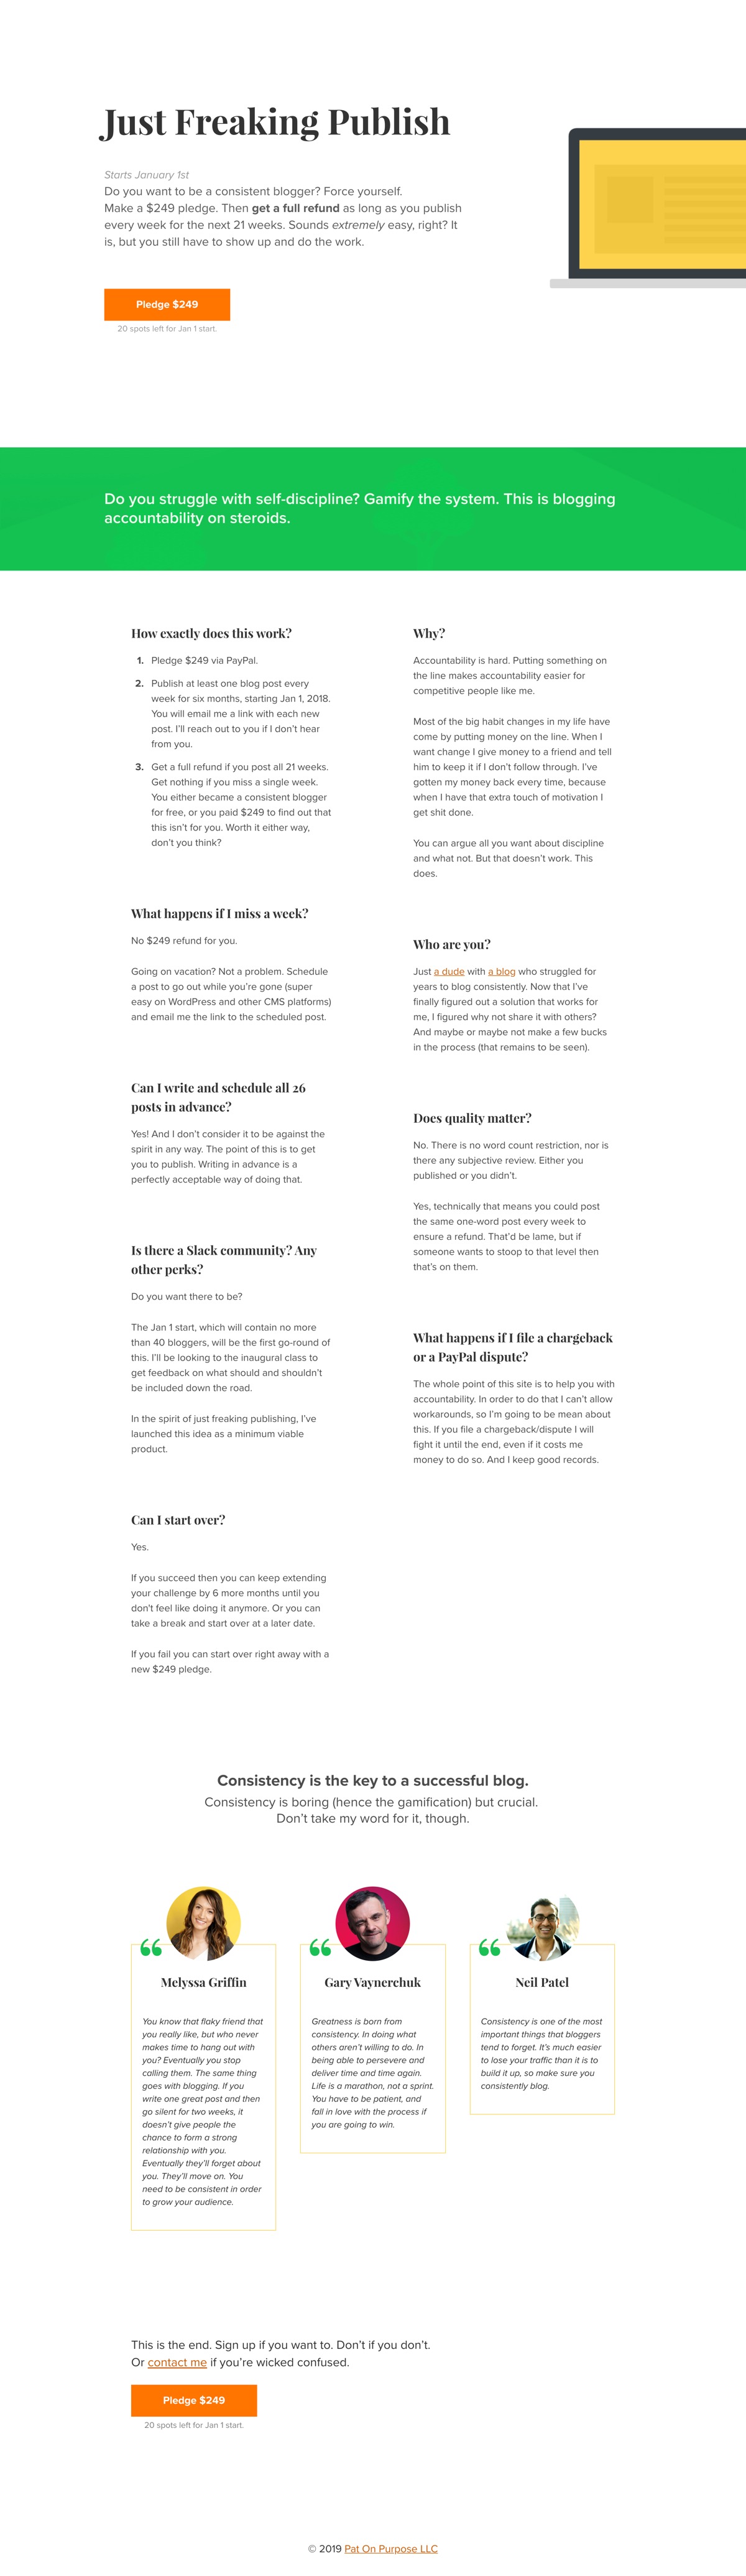 Just Freaking Publish
Starts January 1st
Do you want to be a consistent blogger? Force yourself.
Make a $249 pledge. Then get a full refund as long as you publish
every week for the next 21 weeks. Sounds extremely easy, right? It
is, but you still have to show up and do the work.
Pledge $249
20 spots left for Jan 1 start.
Do you struggle with self-discipline? Gamify the system. This is blogging
accountability on steroids.
How exactly does this work?
1. Pledge $249 via PayPal.
2. Publish at least one blog post every
week for six months, starting Jan 1, 2018.
You will email me a link with each new
post. I’ll reach out to you if I don’t hear
from you.
3. Get a full refund if you post all 21 weeks.
Get nothing if you miss a single week.
You either became a consistent blogger
for free, or you paid $249 to find out that
this isn’t for you. Worth it either way,
don’t you think?
What happens if I miss a week?
No $249 refund for you.
Going on vacation? Not a problem. Schedule
a post to go out while you’re gone (super
easy on WordPress and other CMS platforms)
and email me the link to the scheduled post.
Can I write and schedule all 26
posts in advance?
Yes! And I don’t consider it to be against the
spirit in any way. The point of this is to get
you to publish. Writing in advance is a
perfectly acceptable way of doing that.
Is there a Slack community? Any
other perks?
Do you want there to be?
The Jan 1 start, which will contain no more
than 40 bloggers, will be the first go-round of
this. I’ll be looking to the inaugural class to
get feedback on what should and shouldn’t
be included down the road.
In the spirit of just freaking publishing, I’ve
launched this idea as a minimum viable
product.
Can I start over?
Yes.
If you succeed then you can keep extending
your challenge by 6 more months until you
don't feel like doing it anymore. Or you can
take a break and start over at a later date.
If you fail you can start over right away with a
new $249 pledge.
Why?
Accountability is hard. Putting something on
the line makes accountability easier for
competitive people like me.
Most of the big habit changes in my life have
come by putting money on the line. When I
want change I give money to a friend and tell
him to keep it if I don’t follow through. I’ve
gotten my money back every time, because
when I have that extra touch of motivation I
get shit done.
You can argue all you want about discipline
and what not. But that doesn’t work. This
does.
Who are you?
Just a dude with a blog who struggled for
years to blog consistently. Now that I’ve
finally figured out a solution that works for
me, I figured why not share it with others?
And maybe or maybe not make a few bucks
in the process (that remains to be seen).
Does quality matter?
No. There is no word count restriction, nor is
there any subjective review. Either you
published or you didn’t.
Yes, technically that means you could post
the same one-word post every week to
ensure a refund. That’d be lame, but if
someone wants to stoop to that level then
that’s on them.
What happens if I file a chargeback
or a PayPal dispute?
The whole point of this site is to help you with
accountability. In order to do that I can’t allow
workarounds, so I’m going to be mean about
this. If you file a chargeback/dispute I will
fight it until the end, even if it costs me
money to do so. And I keep good records.
Consistency is the key to a successful blog.
Consistency is boring (hence the gamification) but crucial.
Don’t take my word for it, though.
Melyssa Griffin
You know that flaky friend that
you really like, but who never
makes time to hang out with
you? Eventually you stop
calling them. The same thing
goes with blogging. If you
write one great post and then
go silent for two weeks, it
doesn’t give people the
chance to form a strong
relationship with you.
Eventually they’ll forget about
you. They’ll move on. You
need to be consistent in order
to grow your audience.
Gary Vaynerchuk
Greatness is born from
consistency. In doing what
others aren’t willing to do. In
being able to persevere and
deliver time and time again.
Life is a marathon, not a sprint.
You have to be patient, and
fall in love with the process if
you are going to win.
Neil Patel
Consistency is one of the most
important things that bloggers
tend to forget. It’s much easier
to lose your traffic than it is to
build it up, so make sure you
consistently blog.
This is the end. Sign up if you want to. Don’t if you don’t.
Or contact me if you’re wicked confused.
Pledge $249
20 spots left for Jan 1 start.
© 2019 Pat On Purpose LLC